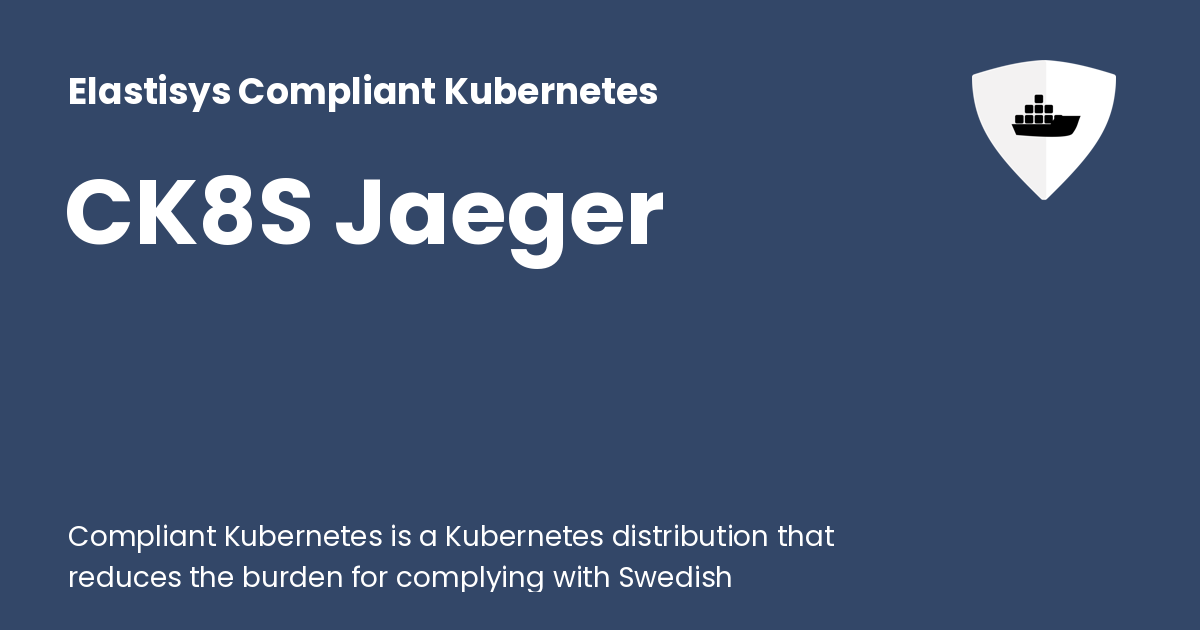 Elastisys Compliant Kubernetes
CK8S Jaeger
Compliant Kubernetes is a Kubernetes distribution that
reduces the burden for complying with Swedish